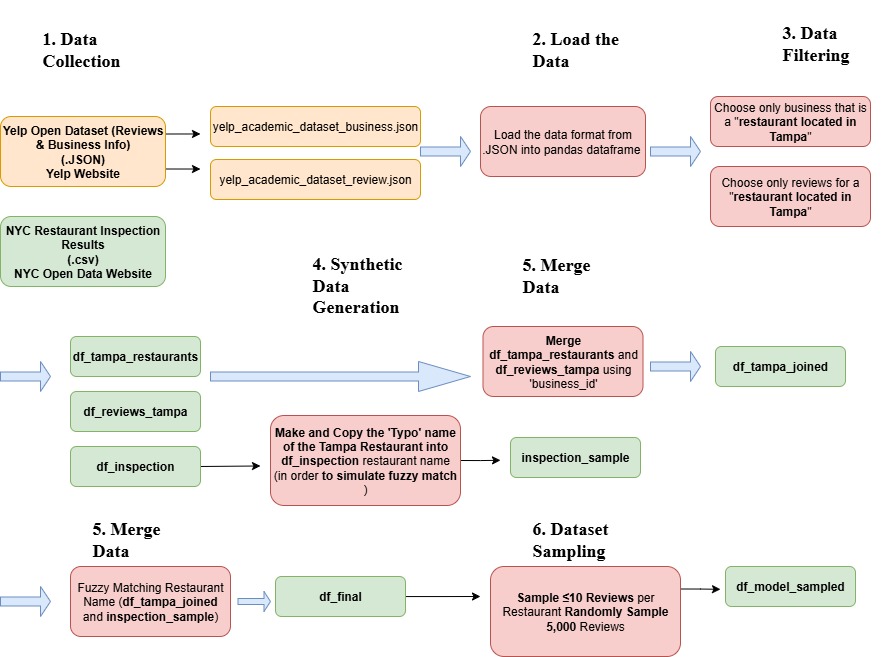 1. Data
Collection
2. Load the
Data
3. Data
Filtering
Yelp Open Dataset (Reviews
& Business Info)
(.JSON)
Yelp Website
yelp_academic_dataset_business.json
yelp_academic_dataset_review.json
Load the data format from
.JSON into pandas dataframe
Choose only business that is
a "restaurant located in
Tampa"
Choose only reviews for a
"restaurant located in
Tampa"
NYC Restaurant Inspection
Results
(.csv)
NYC Open Data Website
4. Synthetic
Data
Generation
5. Merge
Data
df_tampa_restaurants
df_reviews_tampa
df_inspection
Merge
df_tampa_restaurants and
df_reviews_tampa using
'business_id'
df_tampa_joined
Make and Copy the 'Typo' name
of the Tampa Restaurant into
df_inspection restaurant name
(in order to simulate fuzzy match
)
inspection_sample
5. Merge
Data
6. Dataset
Sampling
Fuzzy Matching Restaurant
Name (df_tampa_joined
and inspection_sample)
df_final
Sample ≤10 Reviews per
Restaurant Randomly Sample
5,000 Reviews
df_model_sampled